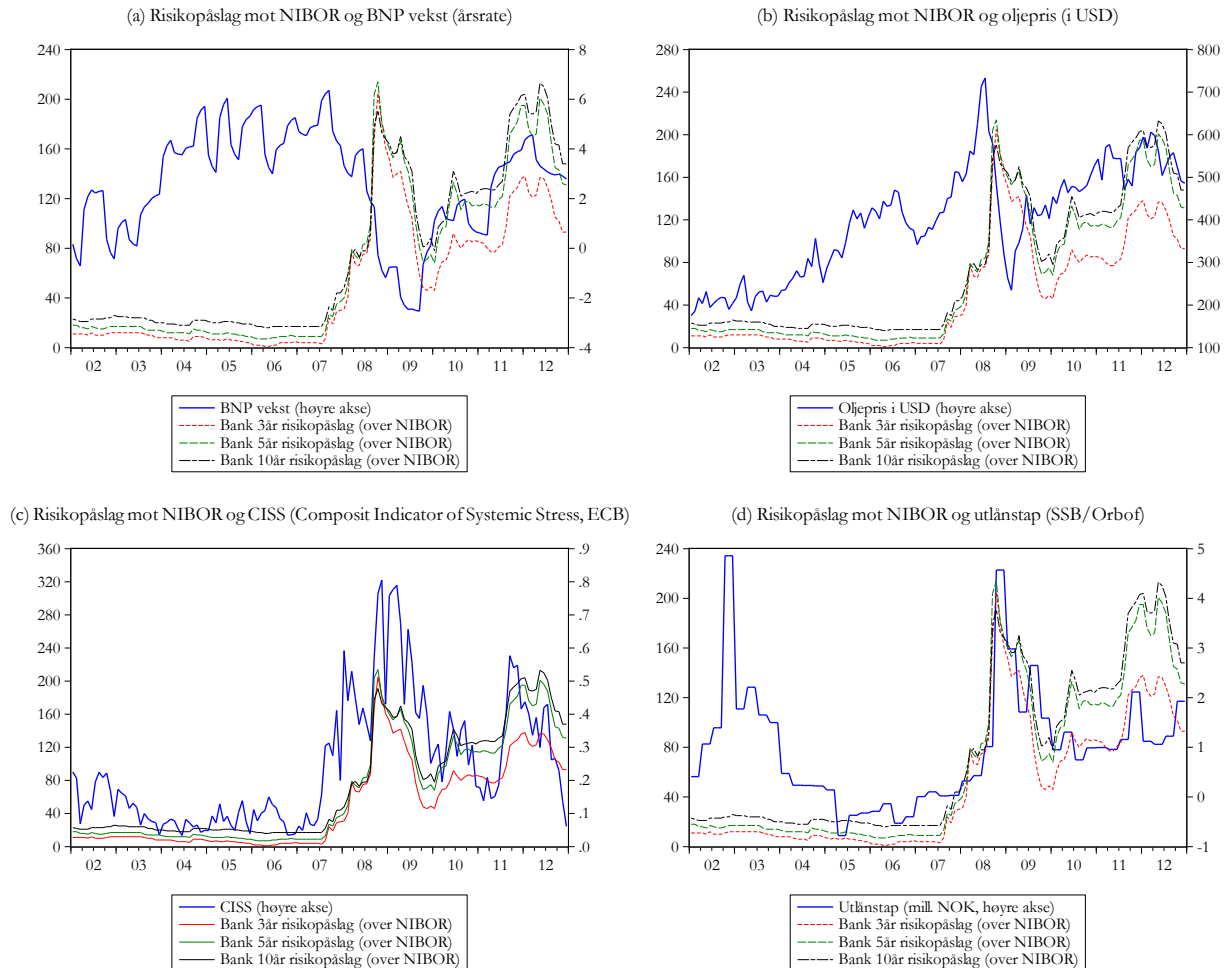 (a) Risikopåslag mot NIBOR og BNP vekst (årsrate)
240
200
160
120
80
40
0
8
6
4
2
0
-2
-4
02 03 04 05 06 07 08 09 10 11 12
BNP vekst (høyre akse)
Bank 3år risikopåslag (over NIBOR)
Bank 5år risikopåslag (over NIBOR)
Bank 10år risikopåslag (over NIBOR)
(b) Risikopåslag mot NIBOR og oljepris (i USD)
280
240
200
160
120
80
40
0
800
700
600
500
400
300
200
100
02 03 04 05 06 07 08 09 10 11 12
Oljepris i USD (høyre akse)
Bank 3år risikopåslag (over NIBOR)
Bank 5år risikopåslag (over NIBOR)
Bank 10år risikopåslag (over NIBOR)
(c) Risikopåslag mot NIBOR og CISS (Composit Indicator of Systemic Stress, ECB)
360
320
280
240
200
160
120
80
40
0
.9
.8
.7
.6
.5
.4
.3
.2
.1
.0
02 03 04 05 06 07 08 09 10 11 12
CISS (høyre akse)
Bank 3år risikopåslag (over NIBOR)
Bank 5år risikopåslag (over NIBOR)
Bank 10år risikopåslag (over NIBOR)
(d) Risikopåslag mot NIBOR og utlånstap (SSB/Orbof)
240
200
160
120
80
40
0
5
4
3
2
1
0
-1
02 03 04 05 06 07 08 09 10 11 12
Utlånstap (mill. NOK, høyre akse)
Bank 3år risikopåslag (over NIBOR)
Bank 5år risikopåslag (over NIBOR)
Bank 10år risikopåslag (over NIBOR)